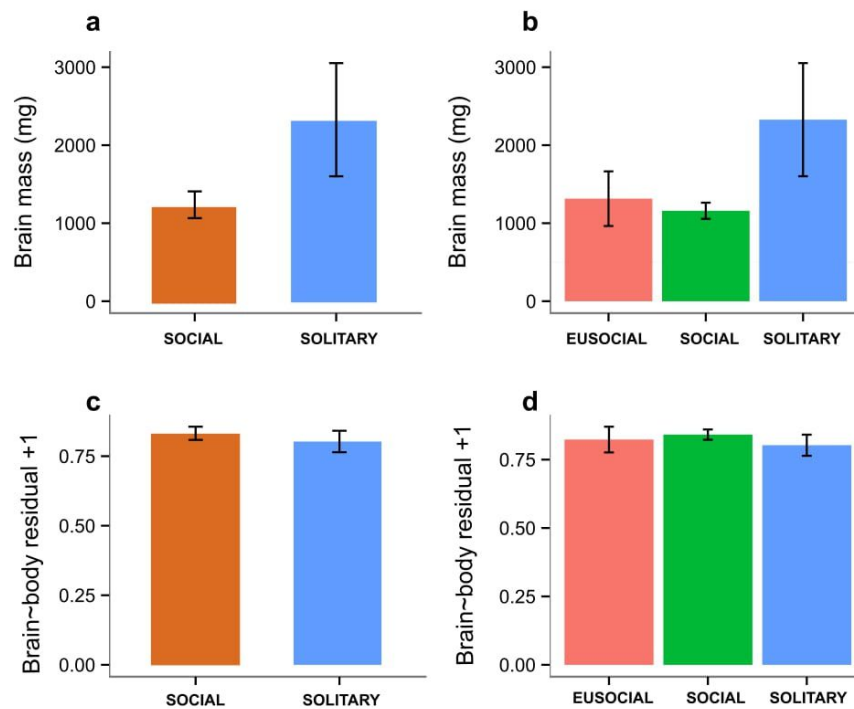 a
Brain mass (mg)
3000
2000
1000
0
SOCIAL SOLITARY
b
Brain mass (mg)
3000
2000
1000
0
EUSOCIAL SOCIAL SOLITARY
c
Brain~body residual +1
0.75
0.50
0.25
0.00
SOCIAL SOLITARY
d
Brain~body residual +1
0.75
0.50
0.25
0.00
EUSOCIAL SOCIAL SOLITARY